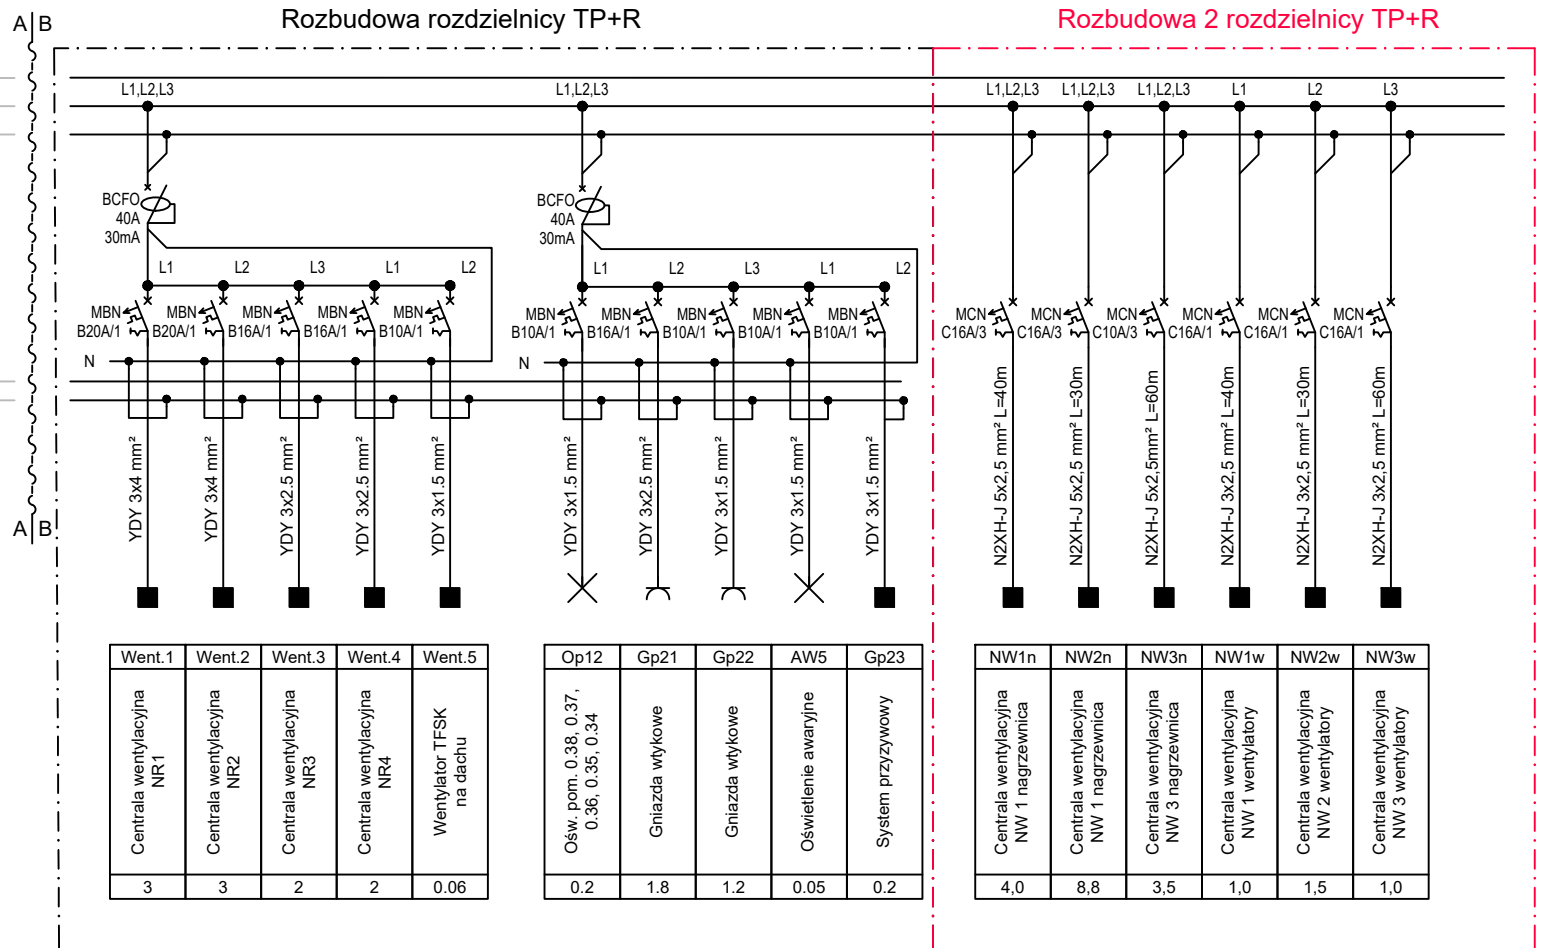 Rozbudowa rozdzielnicy TP+R
Rozbudowa 2 rozdzielnicy TP+R
A B
L1,L2,L3
L1,L2,L3
L1,L2,L3
L1,L2,L3
L1,L2,L3
L1
L2
L3
BCFO
40A
30mA
BCFO
40A
30mA
L1
L2
L3
L1
L2
L1
L2
L3
L1
L2
MBN
B20A/1
MBN
B20A/1
MBN
B16A/1
MBN
B16A/1
MBN
B10A/1
MBN
B10A/1
MBN
B16A/1
MBN
B10A/1
MBN
B10A/1
MBN
B10A/1
MCN
C16A/3
MCN
C16A/3
MCN
C10A/3
MCN
C16A/1
MCN
C16A/1
MCN
C16A/1
N
N
YDY 3x4 mm²
YDY 3x4 mm²
YDY 3x2.5 mm²
YDY 3x2.5 mm²
YDY 3x1.5 mm²
YDY 3x1.5 mm²
YDY 3x2.5 mm²
YDY 3x1.5 mm²
YDY 3x1.5 mm²
YDY 3x1.5 mm²
N2XH-J 5x2,5 mm² L=40m
N2XH-J 5x2,5 mm² L=30m
N2XH-J 5x2,5mm² L=60m
N2XH-J 3x2,5 mm² L=40m
N2XH-J 3x2,5 mm² L=30m
N2XH-J 3x2,5 mm² L=60m
A B
Went.1
Went.2
Went.3
Went.4
Went.5
Centrala wentylacyjna
NR1
Centrala wentylacyjna
NR2
Centrala wentylacyjna
NR3
Centrala wentylacyjna
NR4
Wentylator TFSK
na dachu
3
3
2
2
0.06
Op12
Gp21
Gp22
AW5
Gp23
Ośw. pom. 0.38, 0.37,
0.36, 0.35, 0.34
Gniazda wtykowe
Gniazda wtykowe
Oświetlenie awaryjne
System przyzywowy
0.2
1.8
1.2
0.05
0.2
NW1n
NW2n
NW3n
NW1w
NW2w
NW3w
Centrala wentylacyjna
NW 1 nagrzewnica
Centrala wentylacyjna
NW 1 nagrzewnica
Centrala wentylacyjna
NW 3 nagrzewnica
Centrala wentylacyjna
NW 1 wentylatory
Centrala wentylacyjna
NW 2 wentylatory
Centrala wentylacyjna
NW 3 wentylatory
4,0
8,8
3,5
1,0
1,5
1,0